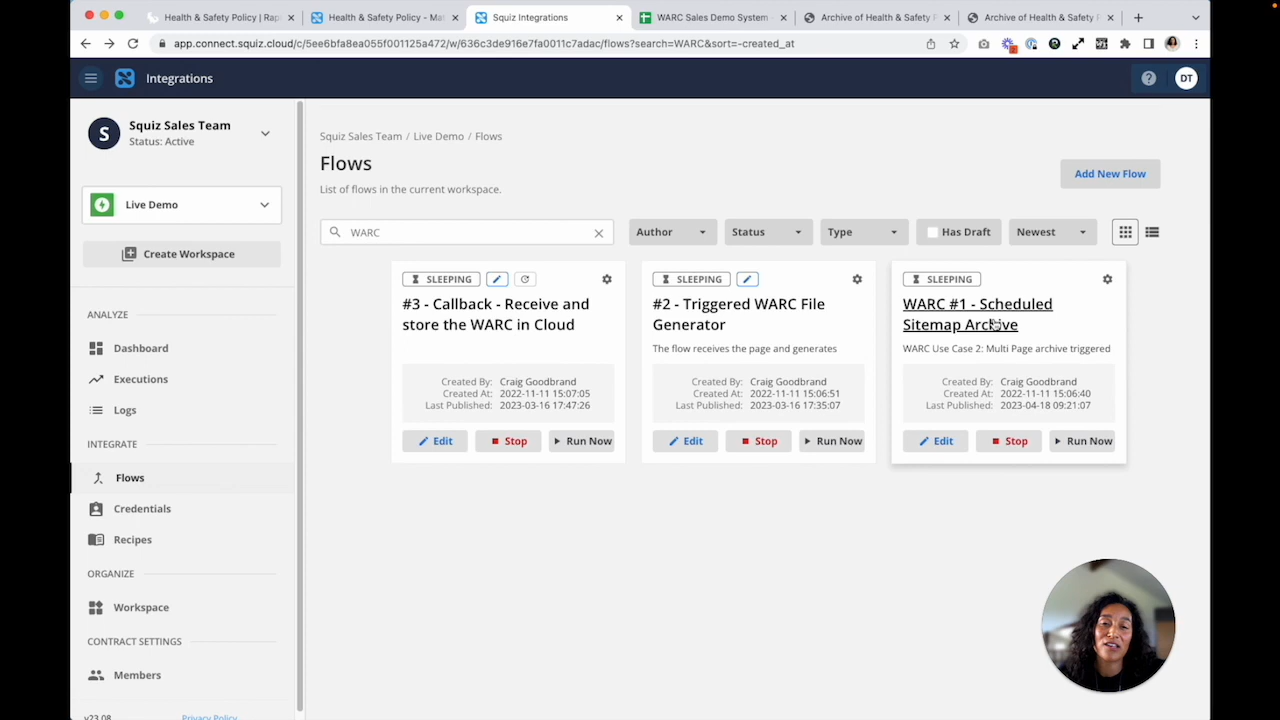 Health & Safety Policy | Rap
Health & Safety Policy - Mat
Squiz Integrations
WARC Sales Demo System -
Archive of Health & Safety
Archive of Health & Safety
app.connect.squiz.cloud/c/5ee6bfa8ea055f001125a472/w/636c3de916e7fa0011c7adac/flows?search=WARC&sort=-created_at
Integrations
DT
S
Squiz Sales Team
Status: Active
Live Demo
Create Workspace
ANALYZE
Dashboard
Executions
Logs
INTEGRATE
Flows
Credentials
Recipes
ORGANIZE
Workspace
CONTRACT SETTINGS
Members
v23.08
Privacy Policy
Squiz Sales Team / Live Demo / Flows
Flows
List of flows in the current workspace.
Add New Flow
WARC
Author
Status
Type
Has Draft
Newest
SLEEPING
#3 - Callback - Receive and
store the WARC in Cloud
Created By: Craig Goodbrand
Created At: 2022-11-11 15:07:05
Last Published: 2023-03-16 17:47:26
Edit
Stop
Run Now
SLEEPING
#2 - Triggered WARC File
Generator
The flow receives the page and generates
Created By: Craig Goodbrand
Created At: 2022-11-11 15:06:51
Last Published: 2023-03-16 17:35:07
Edit
Stop
Run Now
SLEEPING
WARC #1 - Scheduled
Sitemap Archive
WARC Use Case 2: Multi Page archive triggered
Created By: Craig Goodbrand
Created At: 2022-11-11 15:06:40
Last Published: 2023-04-18 09:21:07
Edit
Stop
Run Now